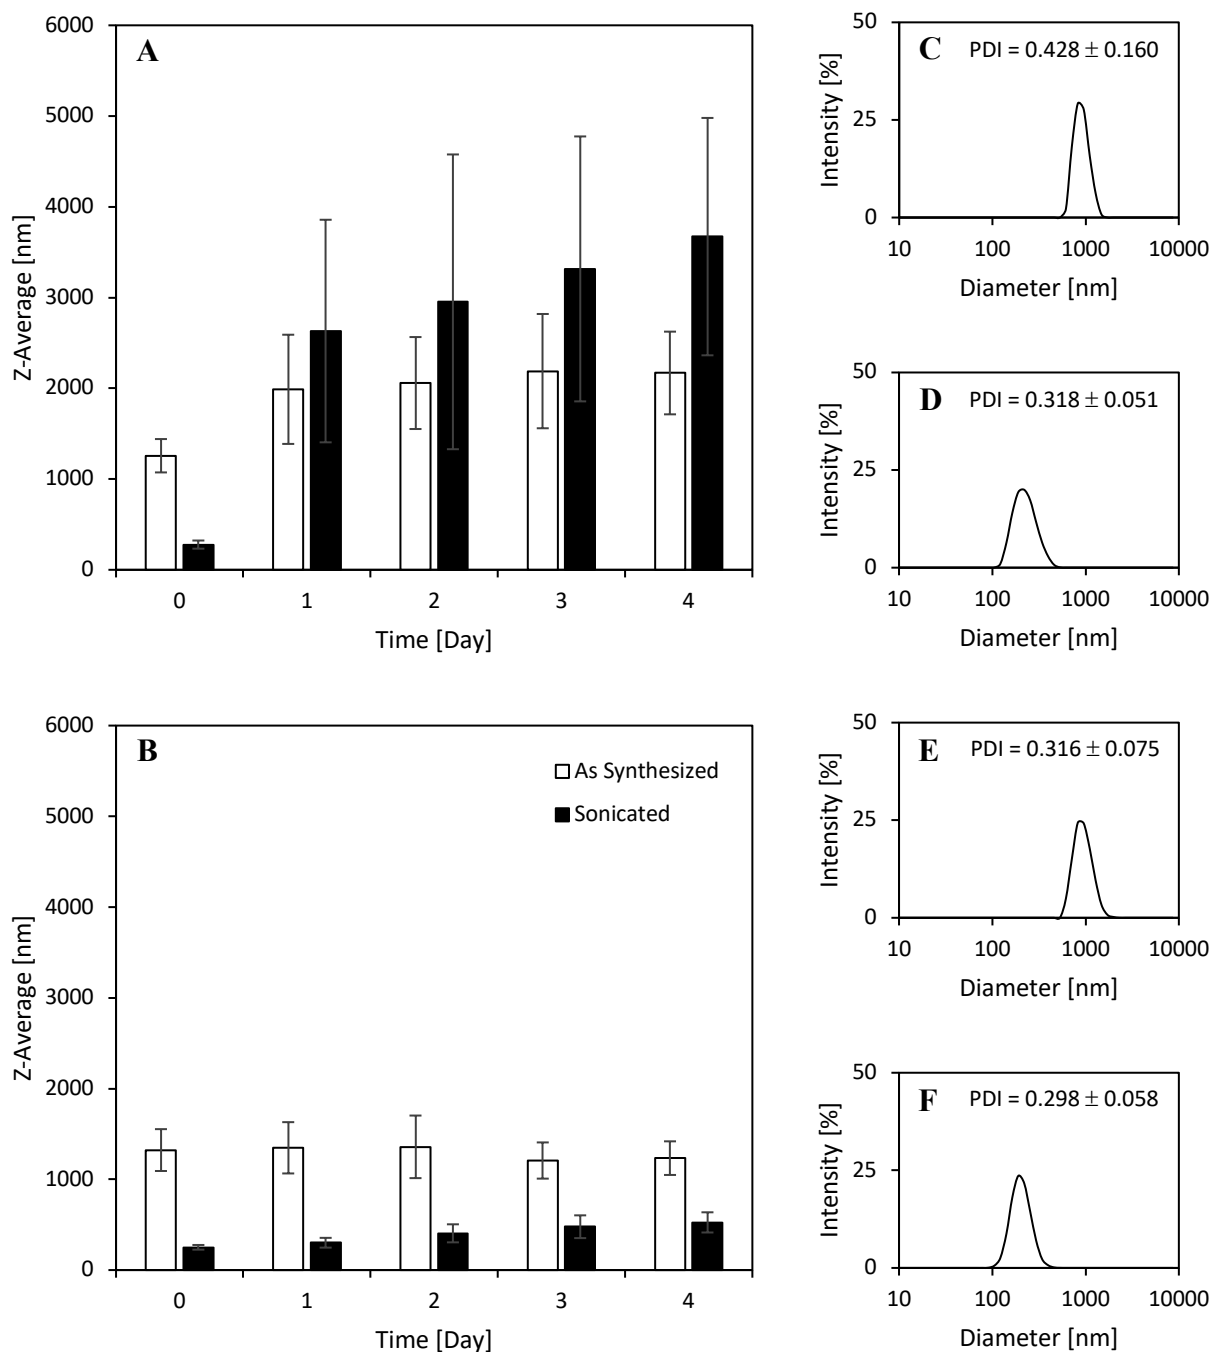 A
6000
5000
4000
3000
2000
1000
0
Z-Average [nm]
0 1 2 3 4
Time [Day]
C PDI = 0.428 ± 0.160
50
25
0
Intensity [%]
10 100 1000 10000
Diameter [nm]
D PDI = 0.318 ± 0.051
50
25
0
Intensity [%]
10 100 1000 10000
Diameter [nm]
B
As Synthesized
Sonicated
6000
5000
4000
3000
2000
1000
0
Z-Average [nm]
0 1 2 3 4
Time [Day]
E PDI = 0.316 ± 0.075
50
25
0
Intensity [%]
10 100 1000 10000
Diameter [nm]
F PDI = 0.298 ± 0.058
50
25
0
Intensity [%]
10 100 1000 10000
Diameter [nm]